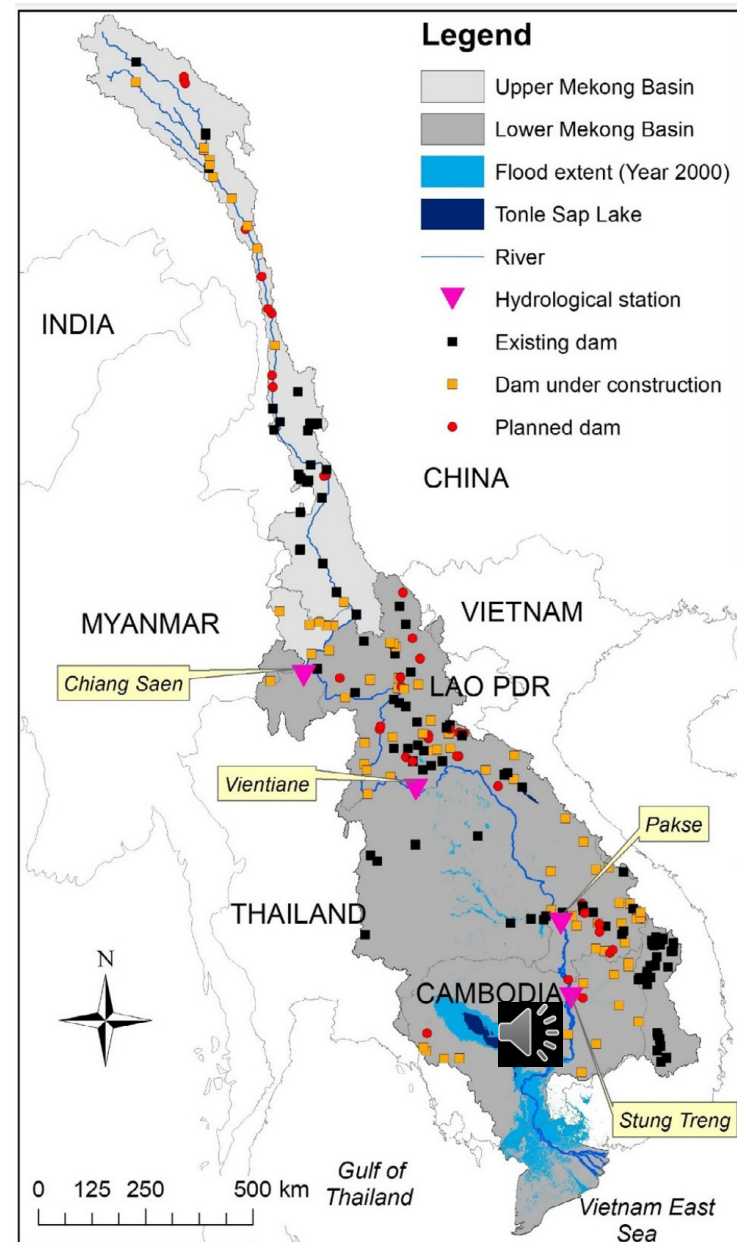 Legend
Upper Mekong Basin
Lower Mekong Basin
Flood extent (Year 2000)
Tonle Sap Lake
River
Hydrological station
Existing dam
Dam under construction
Planned dam
INDIA
CHINA
MYANMAR
VIETNAM
Chiang Saen
LAO PDR
Vientiane
Pakse
THAILAND
N
CAMBODIA
Stung Treng
Gulf of
Thailand
0 125 250 500 km
Vietnam East
Sea